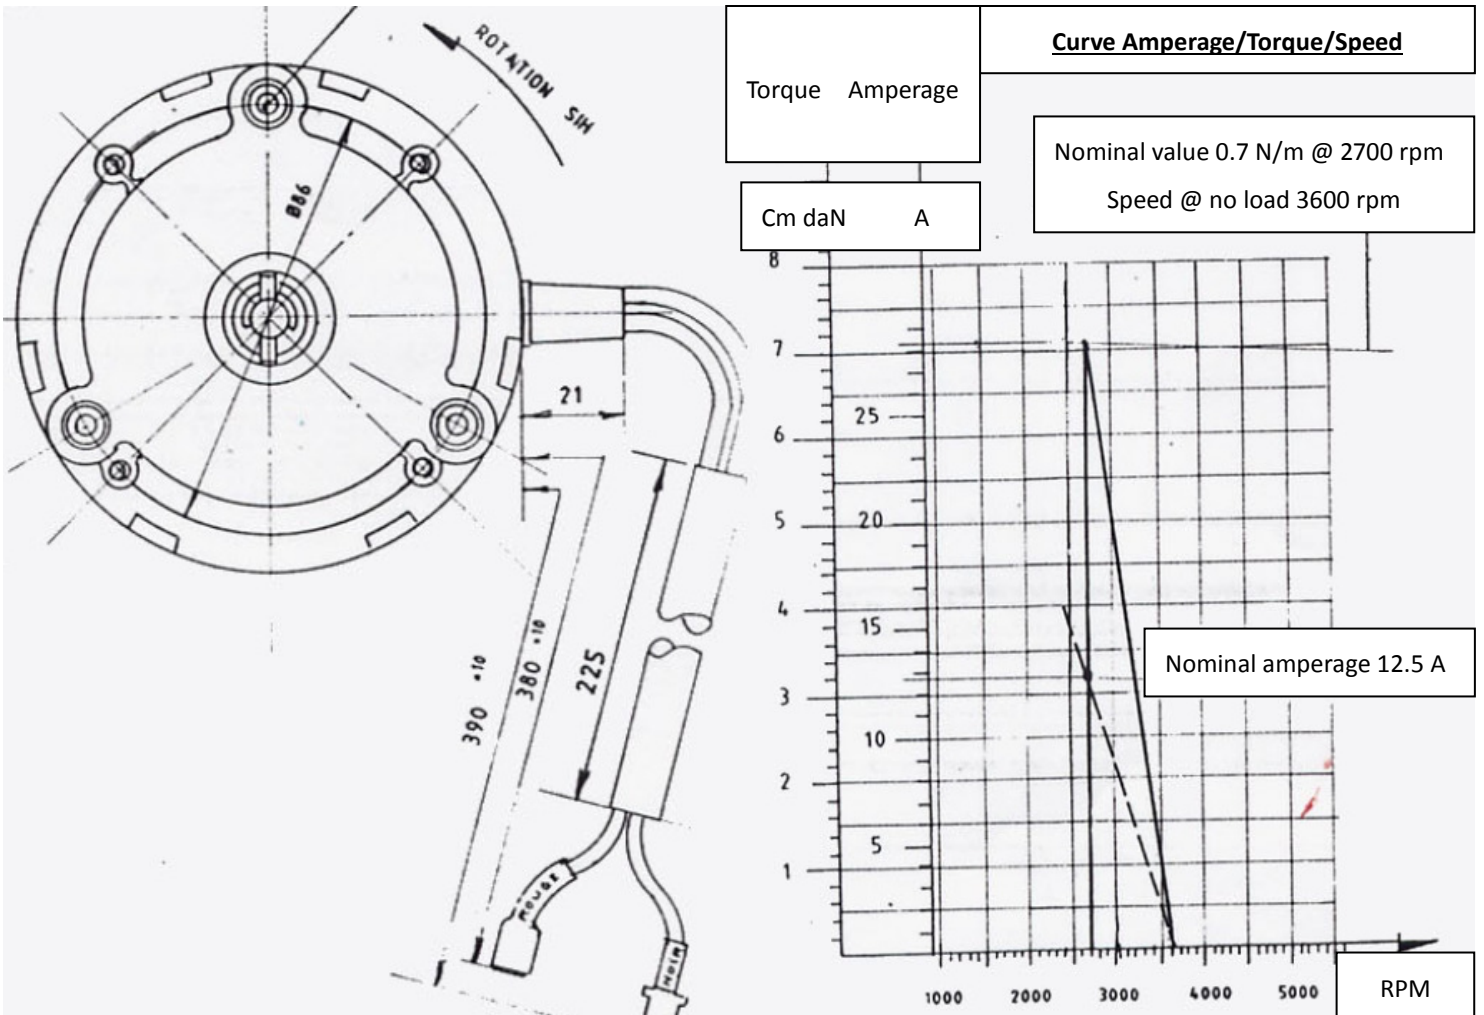 ROTATION SIH
Ø86
21
225
380 +10
390 +10
ROUGE
NOIR
Torque Amperage
Curve Amperage/Torque/Speed
Nominal value 0.7 N/m @ 2700 rpm
Speed @ no load 3600 rpm
Cm daN A
8
7
25
6
5
20
4
15
Nominal amperage 12.5 A
3
10
2
5
1
1000 2000 3000 4000 5000
RPM